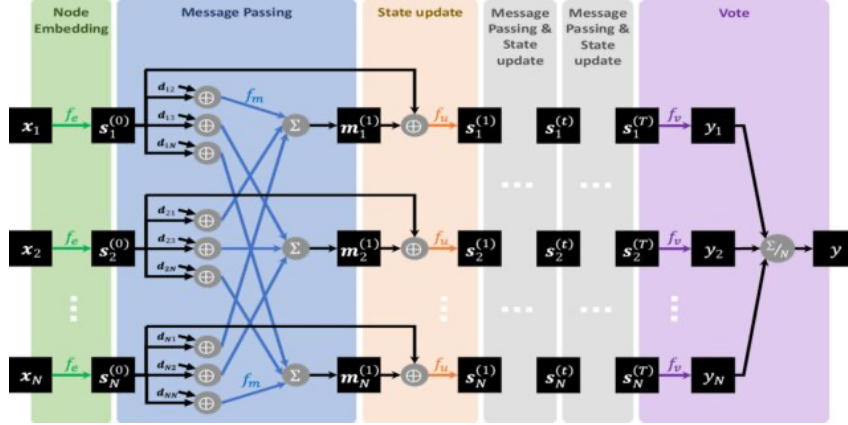 Node Embedding
Message Passing
State update
Message Passing & State update
Message Passing & State update
Vote
x₁ fₑ s₁⁽⁰⁾ d₁₂ d₁₃ d₁N ⊕ ⊕ ⊕ fₘ Σ m₁⁽¹⁾ ⊕ fᵤ s₁⁽¹⁾ s₁⁽ᵗ⁾ s₁⁽ᵀ⁾ fᵥ y₁
... ...
x₂ fₑ s₂⁽⁰⁾ d₂₁ d₂₃ d₂N ⊕ ⊕ ⊕ Σ m₂⁽¹⁾ ⊕ fᵤ s₂⁽¹⁾ s₂⁽ᵗ⁾ s₂⁽ᵀ⁾ fᵥ y₂ Σ/N y
⋮ ⋮ ... ... ⋮
xN fₑ sN⁽⁰⁾ dN1 dN2 dNN ⊕ ⊕ ⊕ fₘ Σ mN⁽¹⁾ ⊕ fᵤ sN⁽¹⁾ sN⁽ᵗ⁾ sN⁽ᵀ⁾ fᵥ yN